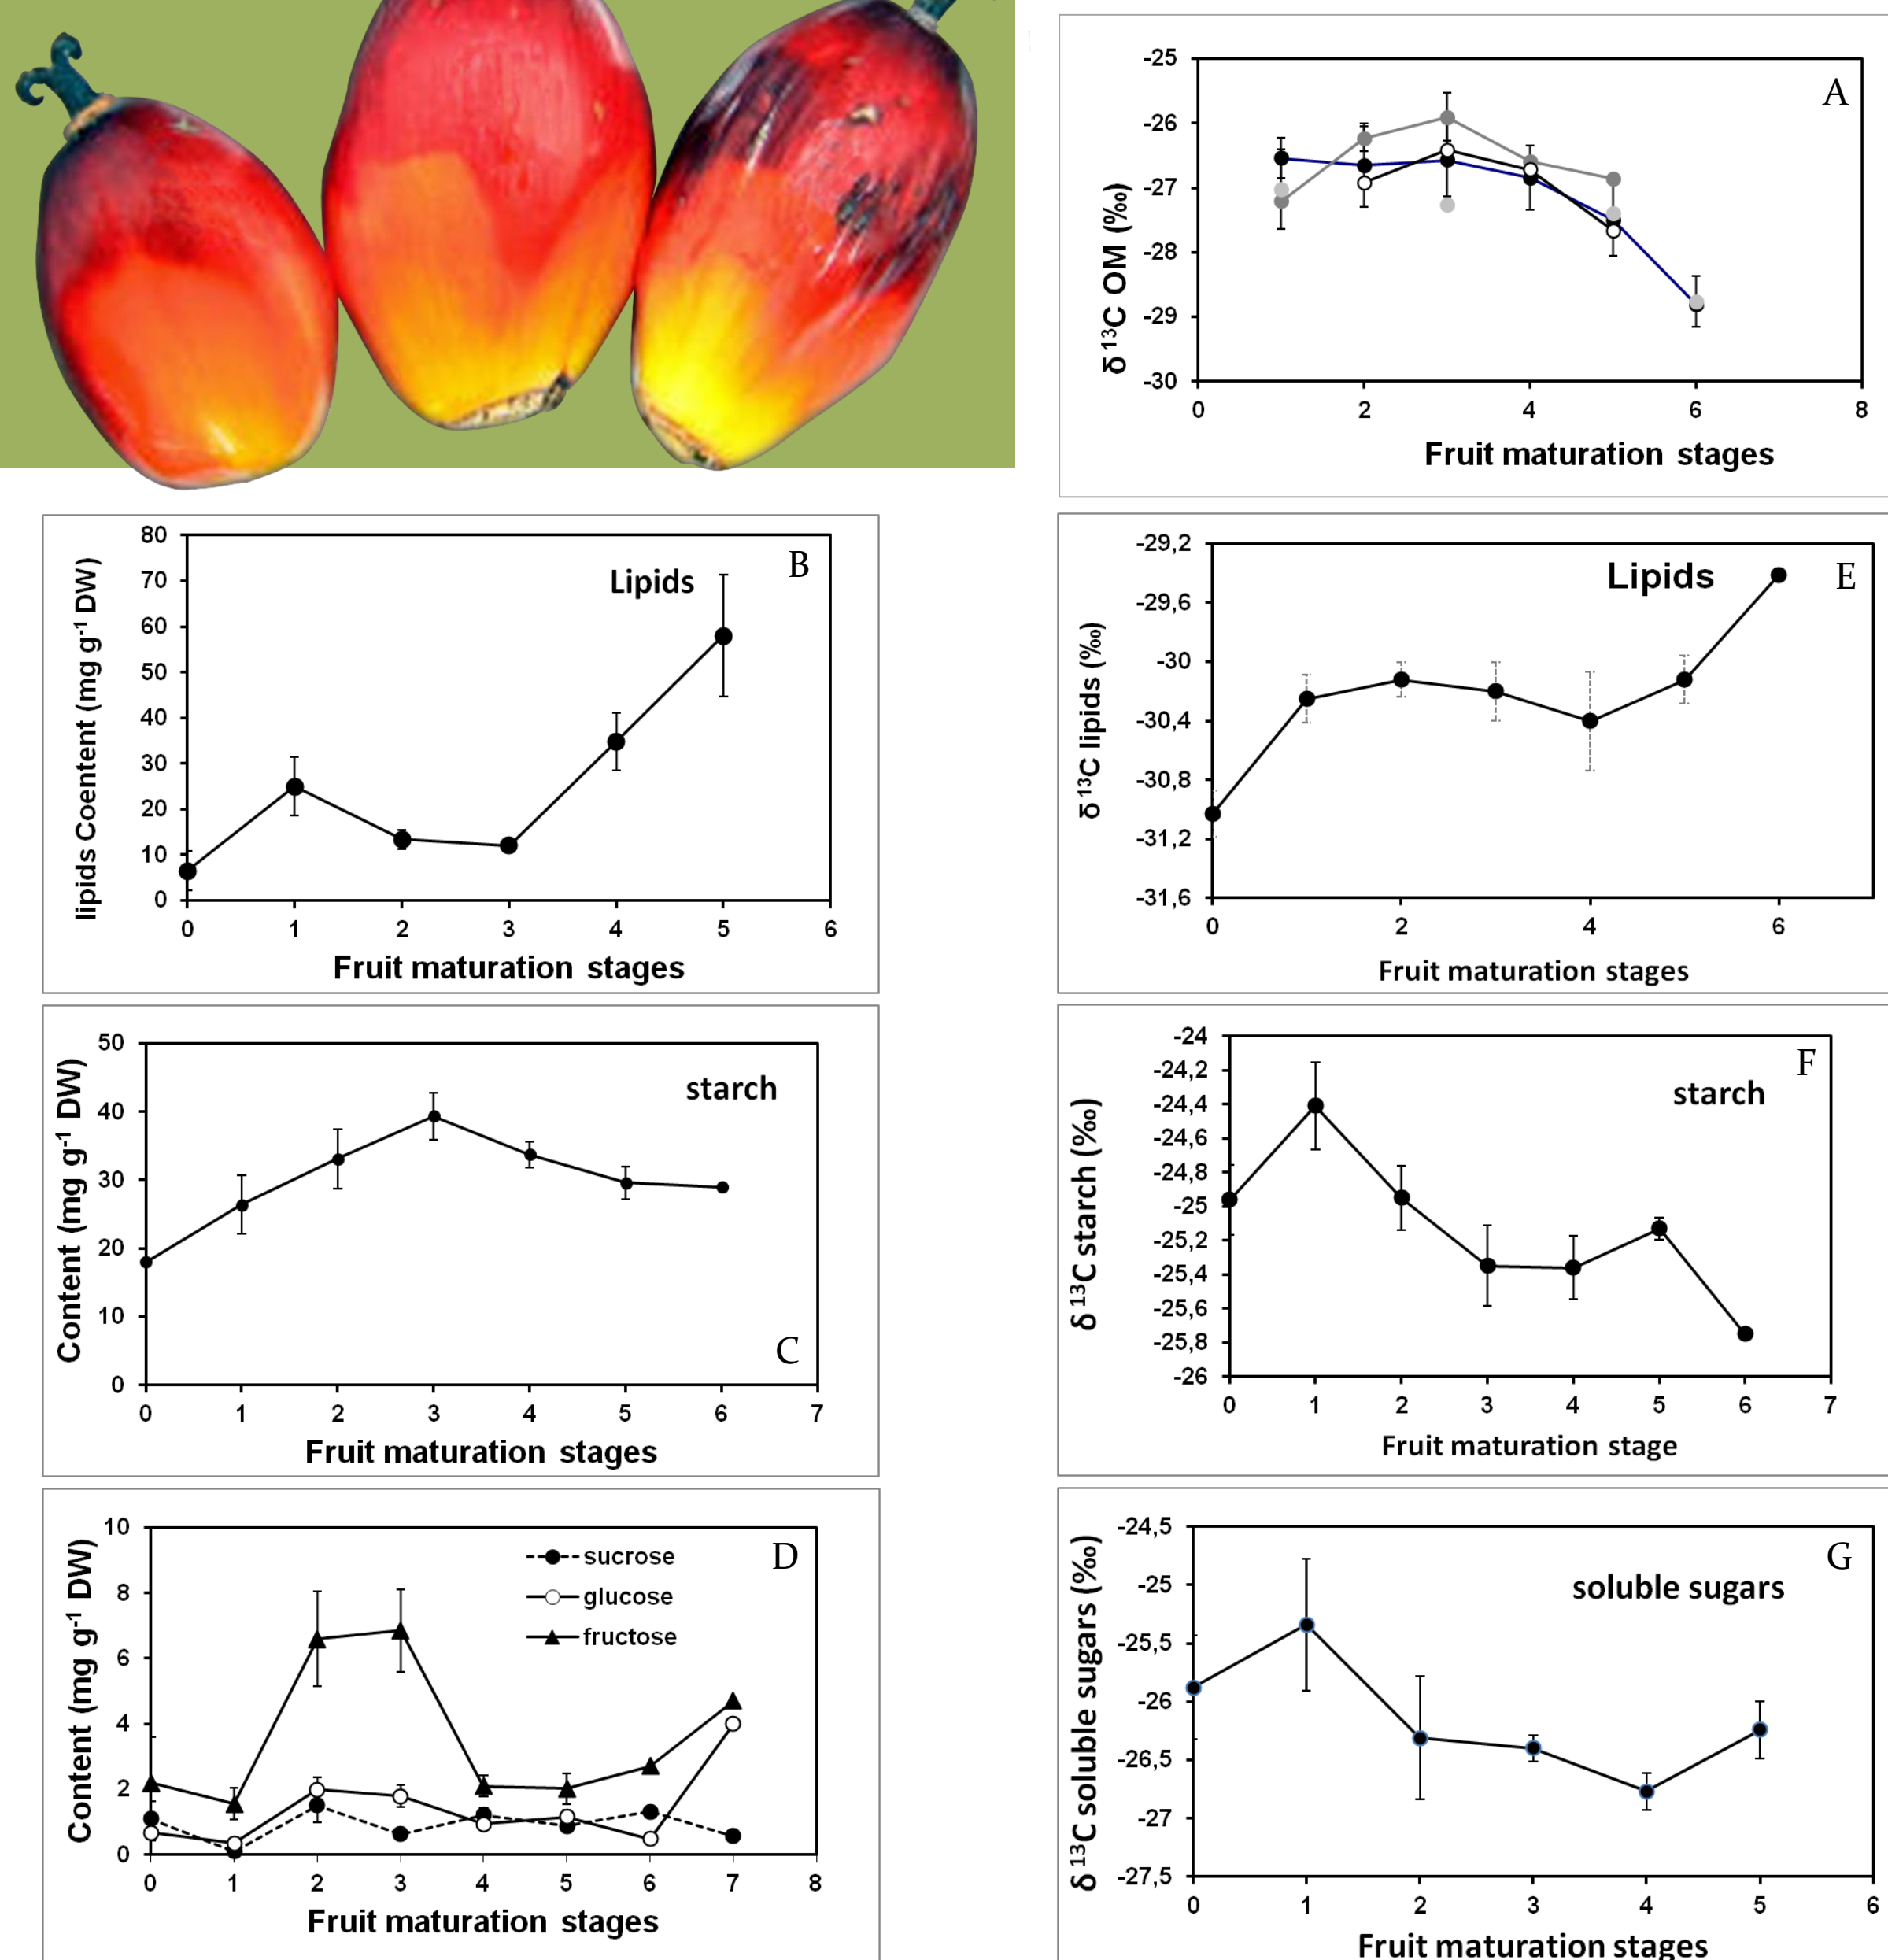 A
-25
-26
-27
-28
-29
-30
0 2 4 6 8
δ13C OM (‰)
Fruit maturation stages
B
Lipids
80
70
60
50
40
30
20
10
0
0 1 2 3 4 5 6
lipids Coentent (mg g-1 DW)
Fruit maturation stages
E
Lipids
-29,2
-29,6
-30
-30,4
-30,8
-31,2
-31,6
0 2 4 6
δ13C lipids (‰)
Fruit maturation stages
C
starch
50
40
30
20
10
0
0 1 2 3 4 5 6 7
Content (mg g-1 DW)
Fruit maturation stages
F
starch
-24
-24,2
-24,4
-24,6
-24,8
-25
-25,2
-25,4
-25,6
-25,8
-26
0 1 2 3 4 5 6 7
δ 13C starch (‰)
Fruit maturation stage
D
sucrose
glucose
fructose
10
8
6
4
2
0
0 1 2 3 4 5 6 7 8
Content (mg g-1 DW)
Fruit maturation stages
G
soluble sugars
-24,5
-25
-25,5
-26
-26,5
-27
-27,5
0 1 2 3 4 5 6
δ 13C soluble sugars (‰)
Fruit maturation stages